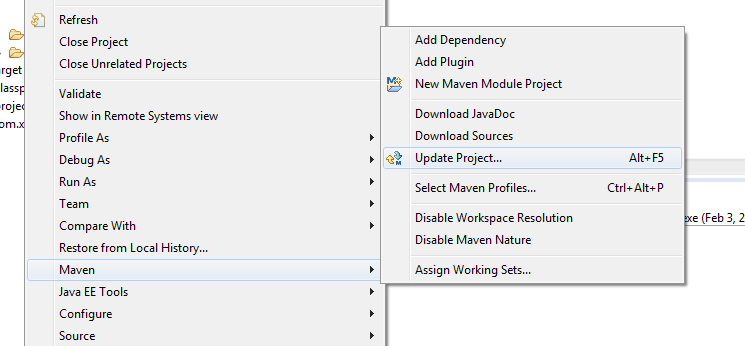 Refresh
Close Project
Close Unrelated Projects
Validate
Show in Remote Systems view
Profile As
Debug As
Run As
Team
Compare With
Restore from Local History...
Maven
Java EE Tools
Configure
Source
Add Dependency
Add Plugin
New Maven Module Project
Download JavaDoc
Download Sources
Update Project... Alt+F5
Select Maven Profiles... Ctrl+Alt+P
Disable Workspace Resolution
Disable Maven Nature
Assign Working Sets...
arget
lassp
projec
om.x
exe (Feb 3, 2